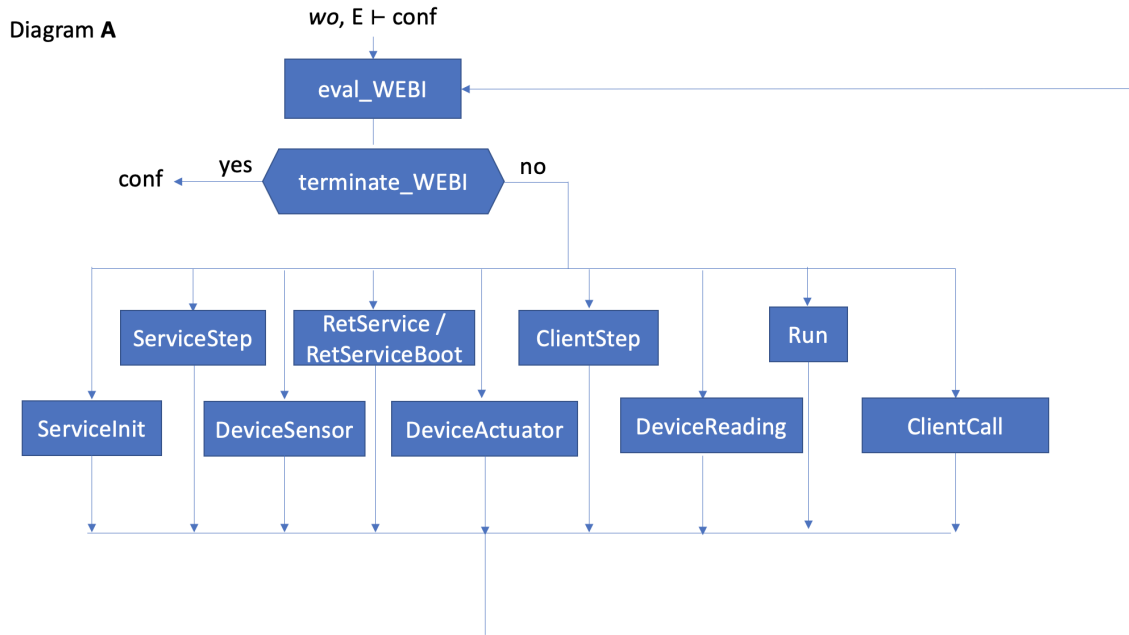 Diagram A
wo, E ⊢ conf
eval_WEBI
terminate_WEBI
yes
no
conf
ServiceStep
RetService /
RetServiceBoot
ClientStep
Run
ServiceInit
DeviceSensor
DeviceActuator
DeviceReading
ClientCall